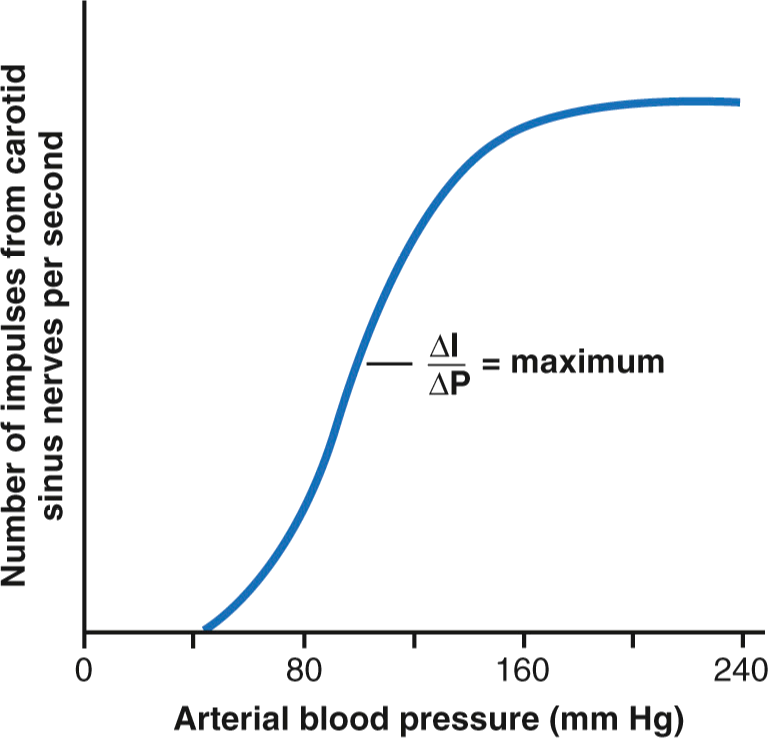 Number of impulses from carotid
sinus nerves per second
ΔI
ΔP
= maximum
0
80
160
240
Arterial blood pressure (mm Hg)